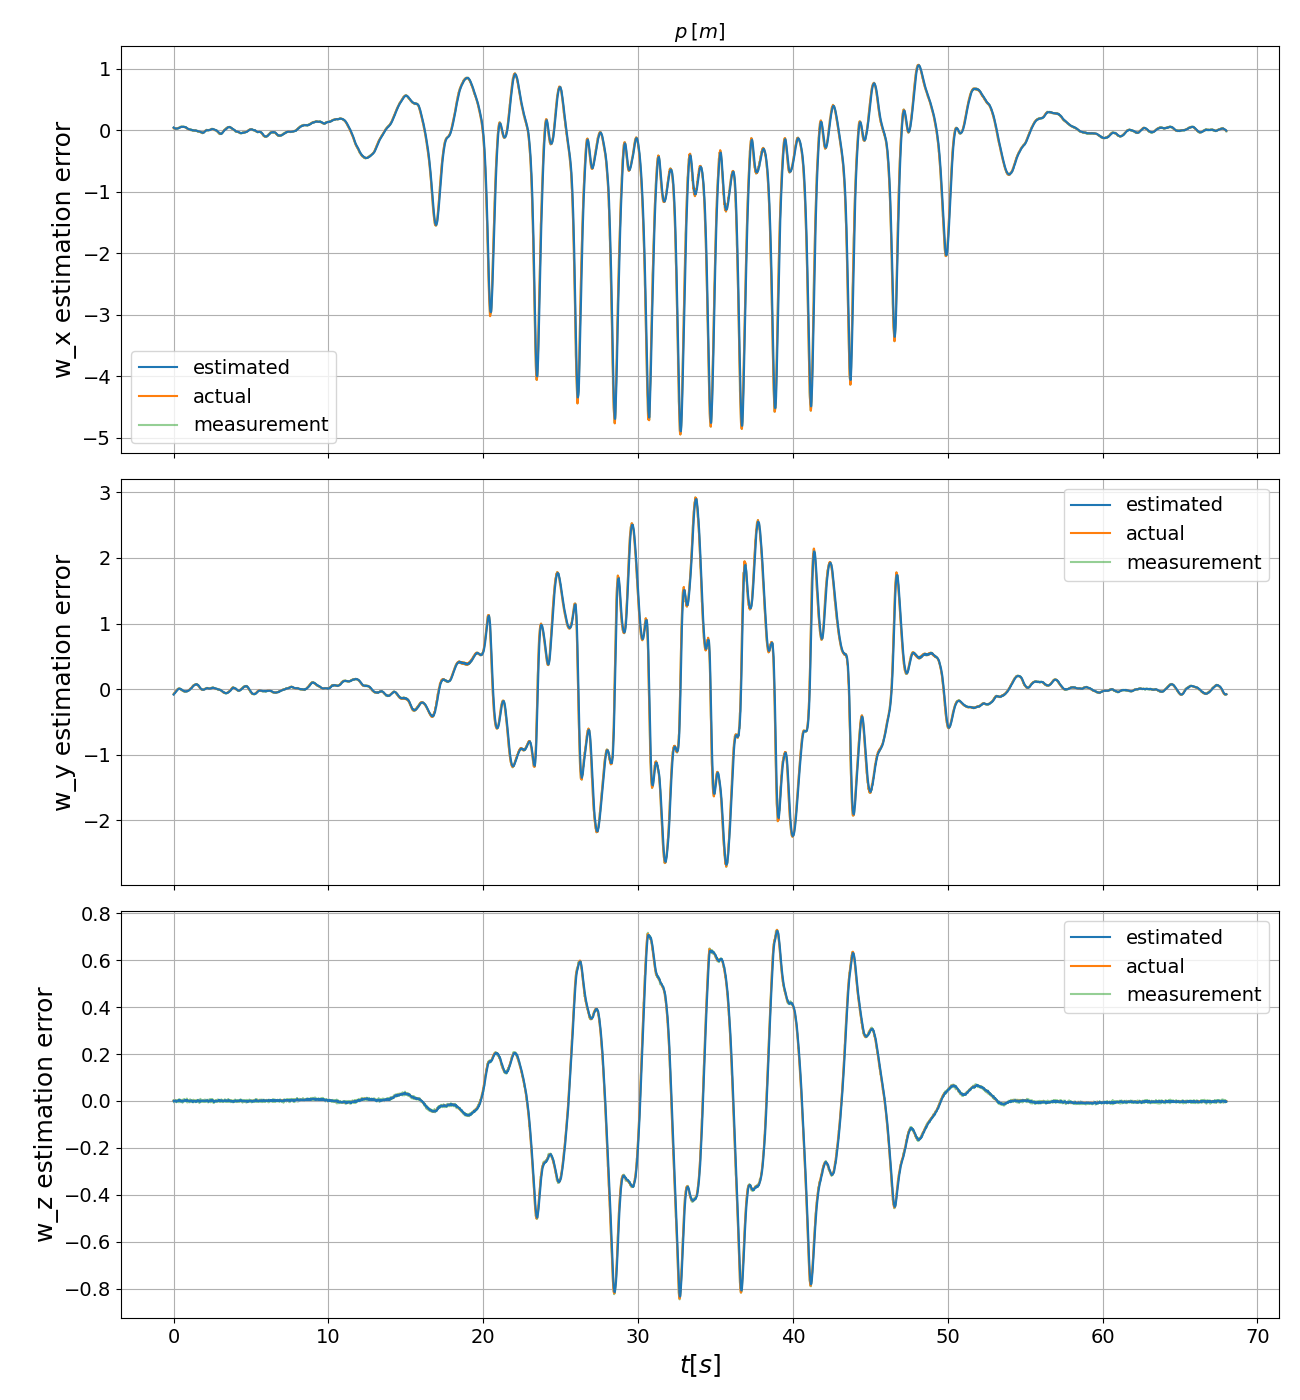 p [m]
w_x estimation error
1
0
−1
−2
−3
−4
−5
estimated
actual
measurement
w_y estimation error
3
2
1
0
−1
−2
estimated
actual
measurement
w_z estimation error
0.8
0.6
0.4
0.2
0.0
−0.2
−0.4
−0.6
−0.8
estimated
actual
measurement
0 10 20 30 40 50 60 70
t[s]